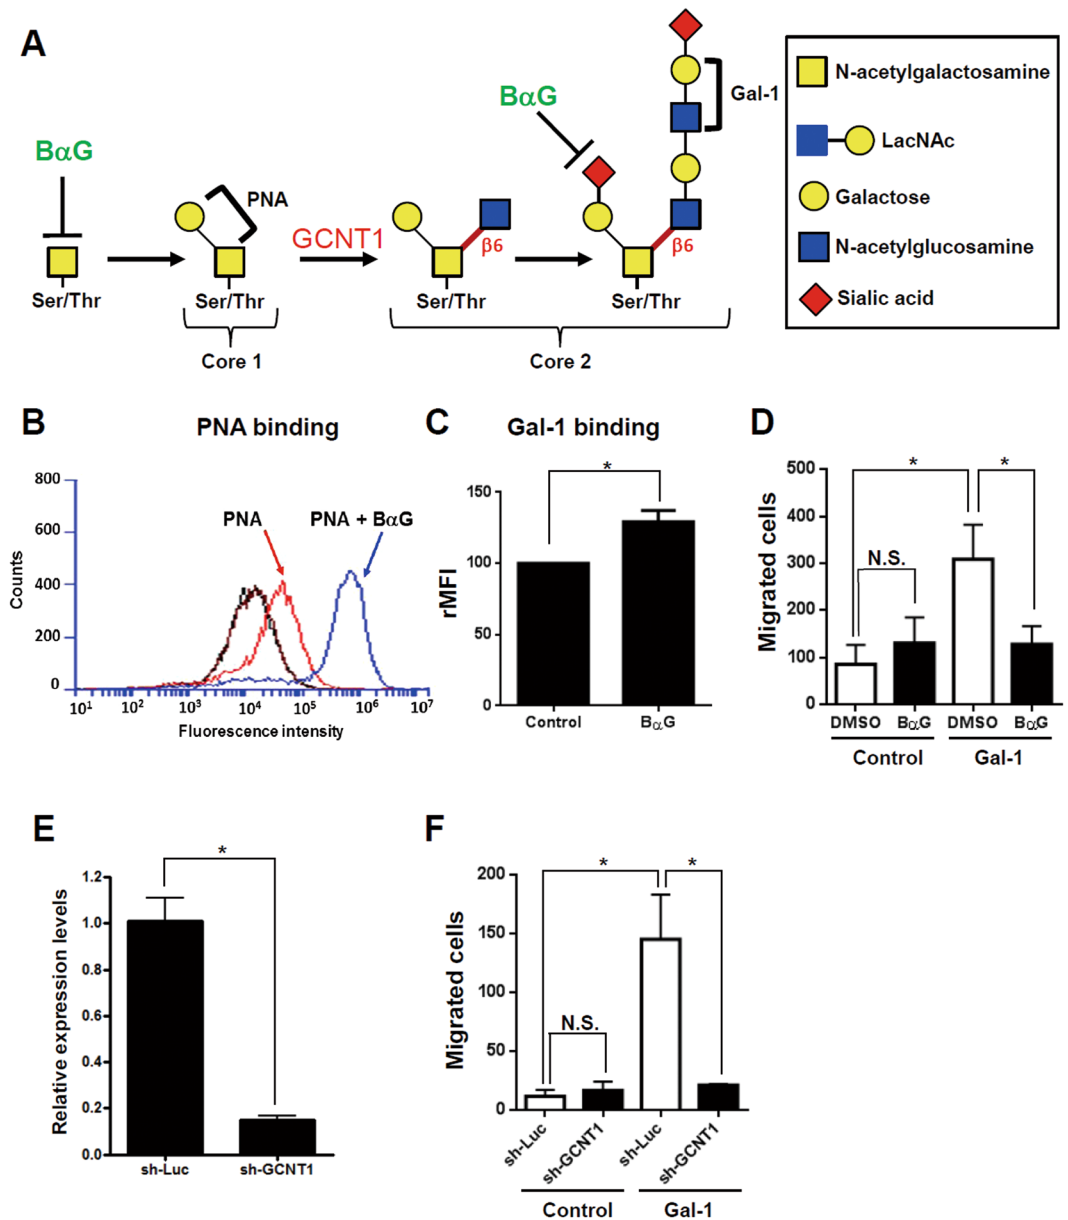 A
BαG
Ser/Thr
PNA
Ser/Thr
Core 1
GCNT1
β6
Ser/Thr
BαG
β6
Ser/Thr
Core 2
Gal-1
N-acetylgalactosamine
LacNAc
Galactose
N-acetylglucosamine
Sialic acid
B
PNA binding
PNA
PNA + BαG
Counts
800
600
400
200
0
10¹ 10² 10³ 10⁴ 10⁵ 10⁶ 10⁷
Fluorescence intensity
C
Gal-1 binding
*
rMFI
150
100
50
0
Control BαG
D
Migrated cells
500
400
300
200
100
0
* *
N.S.
DMSO BαG DMSO BαG
Control Gal-1
E
Relative expression levels
*
1.2
1.0
0.8
1.6
0.4
0.2
0.0
sh-Luc sh-GCNT1
F
Migrated cells
200
150
100
50
0
* *
N.S.
sh-Luc
sh-GCNT1
sh-Luc
sh-GCNT1
Control Gal-1